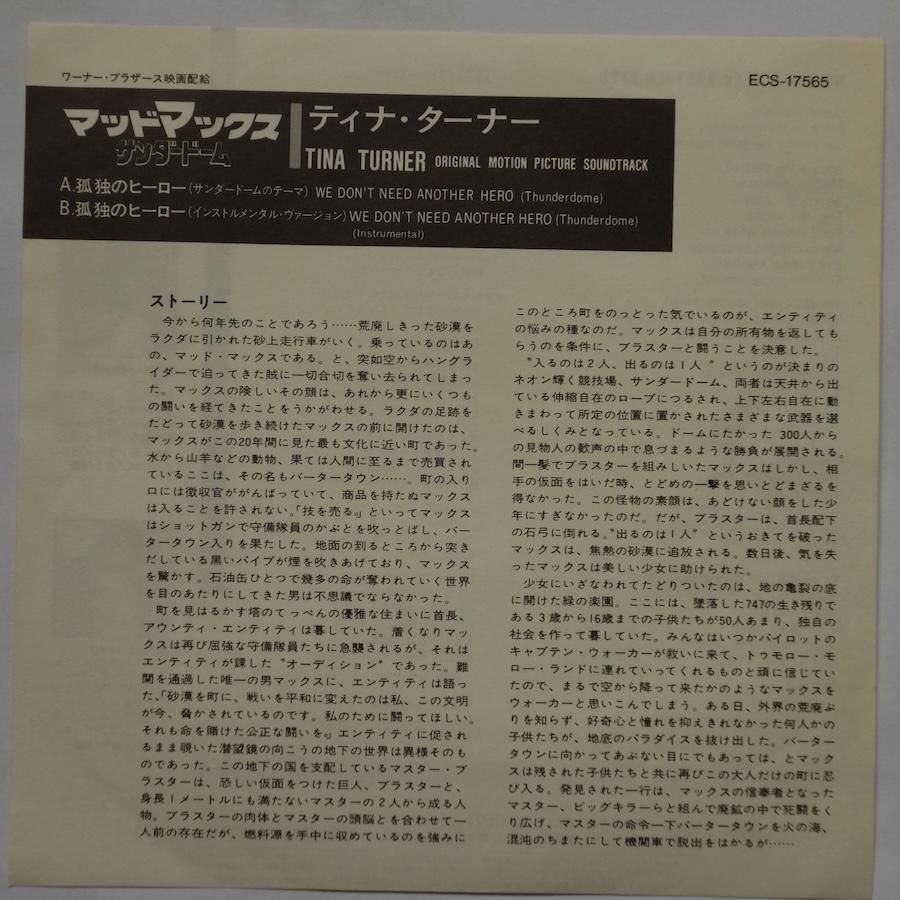 ワーナー・ブラザース映画配給
ECS-17565
マッドマックス
サンダードーム
ティナ・ターナー
TINA TURNER ORIGINAL MOTION PICTURE SOUNDTRACK
A.孤独のヒーロー(サンダードームのテーマ) WE DON'T NEED ANOTHER HERO (Thunderdome)
B.孤独のヒーロー(インストルメンタル・ヴァージョン) WE DON'T NEED ANOTHER HERO (Thunderdome)
(Instrumental)
ストーリー
今から何年先のことであろう……荒廃しきった砂漠を
ラクダに引かれた砂上走行車がいく。乗っているのはあ
の、マッド・マックスである。と、突如空からハングラ
イダーで迫ってきた賊に一切合切を奪い去られてしまっ
た。マックスの険しいその顔は、あれから更にいくつも
の闘いを経てきたことをうかがわせる。ラクダの足跡を
たどって砂漠を歩き続けたマックスの前に開けたのは、
マックスがこの20年間に見た最も文化に近い町であった。
水から山羊などの動物、果ては人間に至るまで売買され
ているここは、その名もバータータウン……。町の入り
口には徴収官ががんばっていて、商品を持たぬマックス
は入ることを許されない。「技を売る」といってマックス
はショットガンで守備隊員のかぶとを吹っとばし、バー
タータウン入りを果たした。地面の到るところから突き
だしている黒いパイプが煙を吹きあげており、マックス
を驚かす。石油缶ひとつで幾多の命が奪われていく世界
を目のあたりにしてきた男は不思議でならなかった。
町を見はるかす塔のてっぺんの優雅な住まいに首長、
アウンティ・エンティティは暮していた。着くなりマッ
クスは再び屈強な守備隊員たちに急襲されるが、それは
エンティティが課した“オーディション”であった。難
関を通過した唯一の男マックスに、エンティティは語っ
た、「砂漠を町に、戦いを平和に変えたのは私、この文明
が今、脅かされているのです。私のために闘ってほしい。
それも命を賭けた公正な闘いを」。エンティティに促され
るまま覗いた潜望鏡の向こうの地下の世界は異様そのも
のであった。この地下の国を支配しているマスター・ブ
ラスターは、恐しい仮面をつけた巨人、ブラスターと、
身長1メートルにも満たないマスターの2人から成る人
物。ブラスターの肉体とマスターの頭脳とを合わせて一
人前の存在だが、燃料源を手中に収めているのを強みに
このところ町をのっとった気でいるのが、エンティティ
の悩みの種なのだ。マックスは自分の所有物を返しても
らうのを条件に、ブラスターと闘うことを決意した。
“入るのは2人、出るのは1人”というのが決まりの
ネオン輝く競技場、サンダードーム、両者は天井から出
ている伸縮自在のロープにつるされ、上下左右自在に動
きまわって所定の位置に置かされたさまざまな武器を選
べるしくみとなっている。ドームにたかった300人から
の見物人の歓声の中で息づまるような勝負が展開される。
間一髪でブラスターを組みしいたマックスはしかし、相
手の仮面をはいだ時、とどめの一撃を思いとどまざるを
得なかった。この怪物の素顔は、あどけない顔をした少
年にすぎなかったのだ。だが、ブラスターは、首長配下
の石弓に倒れる。“出るのは1人”というおきてを破った
マックスは、焦熱の砂漠に追放される。数日後、気を失
ったマックスは美しい少女に助けられた。
少女にいざなわれてたどりついたのは、地の亀裂の底
に開けた緑の楽園。ここには、墜落した747の生き残りで
ある3歳から16歳までの子供たちが50人あまり、独自の
社会を作って暮していた。みんなはいつかパイロットの
キャプテン・ウォーカーが救いに来て、トゥモロー・モ
ロー・ランドに連れていってくれるものと頭に信じてい
たので、まるで空から降って来たかのようなマックスを
ウォーカーと思いこんでしまう。ある日、外界の荒廃ぶ
りを知らず、好奇心と憧れを抑えきれなかった何人かの
子供たちが、地底のパラダイスを抜け出した。バーター
タウンに向かってあぶない目にでもあっては、とマック
スは残された子供たちと共に再びこの大人だけの町に忍
び入る。発見された一行は、マックスの信奉者となった
マスター、ピッグキラーらと組んで廃鉱の中で死闘をく
り広げ、マスターの命令一下バータータウンを火の海、
混沌のちまたにして機関車で脱出をはかるが……